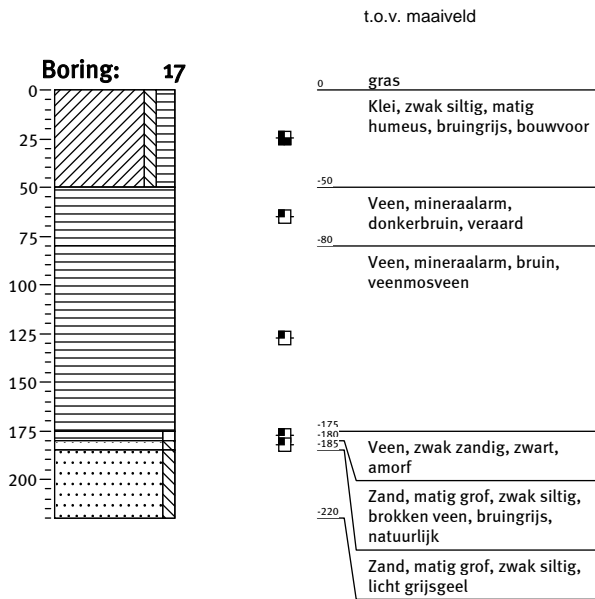 t.o.v. maaiveld
Boring: 17
0
25
50
75
100
125
150
175
200
0
gras
Klei, zwak siltig, matig
humeus, bruingrijs, bouwvoor
-50
Veen, mineraalarm,
donkerbruin, veraard
-80
Veen, mineraalarm, bruin,
veenmosveen
-175
-180
-185
Veen, zwak zandig, zwart,
amorf
Zand, matig grof, zwak siltig,
brokken veen, bruingrijs,
natuurlijk
-220
Zand, matig grof, zwak siltig,
licht grijsgeel